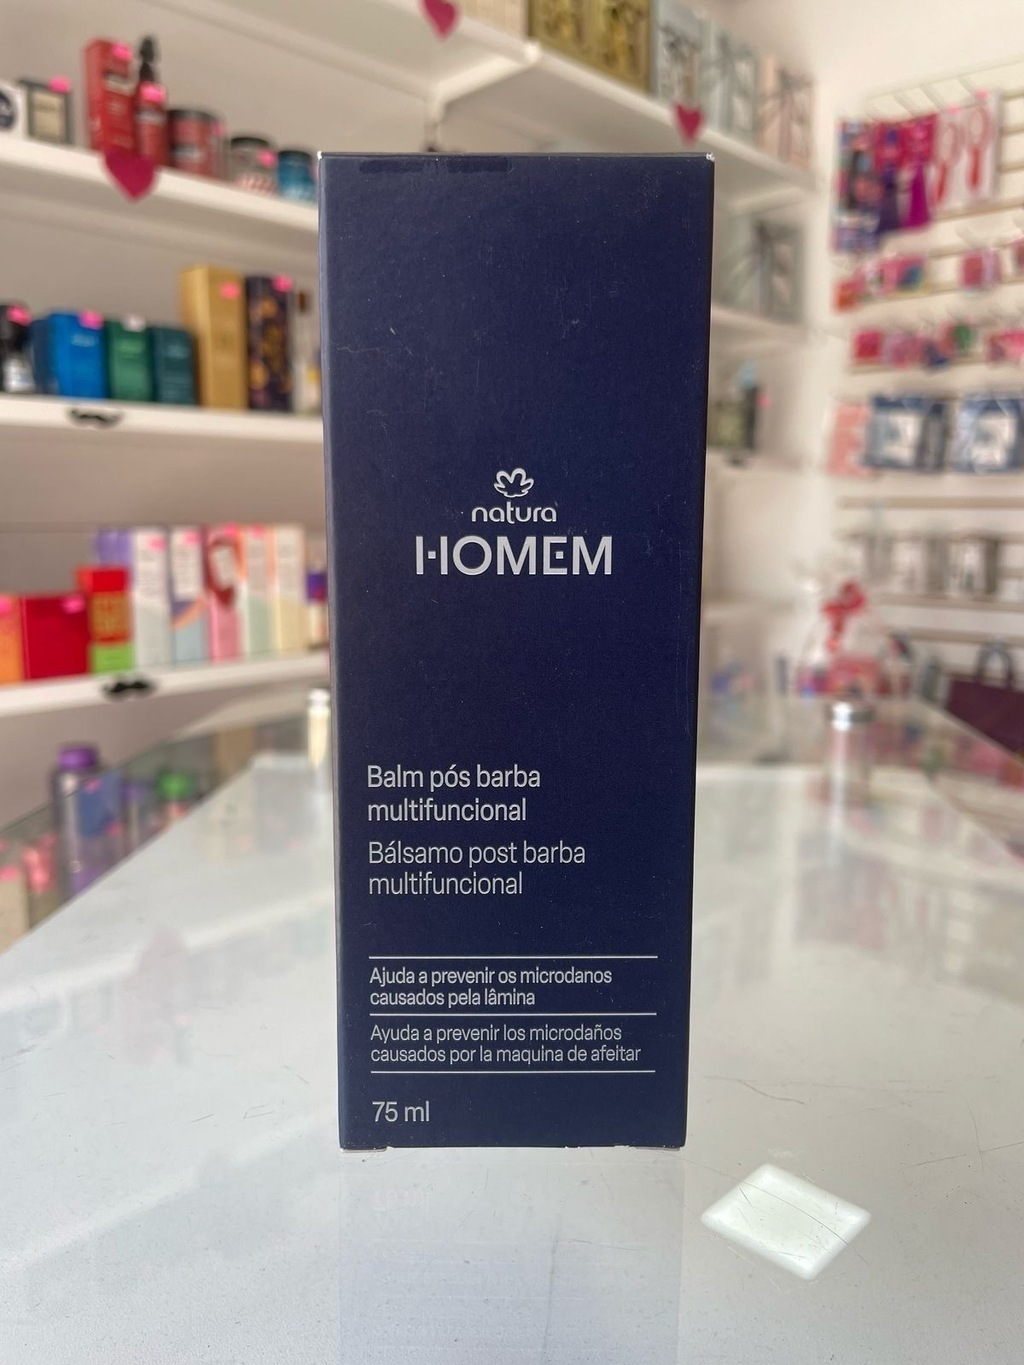 natura
HOMEM
Balm pós barba
multifuncional
Bálsamo post barba
multifuncional
Ajuda a prevenir os microdanos
causados pela lâmina
Ayuda a prevenir los microdaños
causados por la maquina de afeitar
75 ml